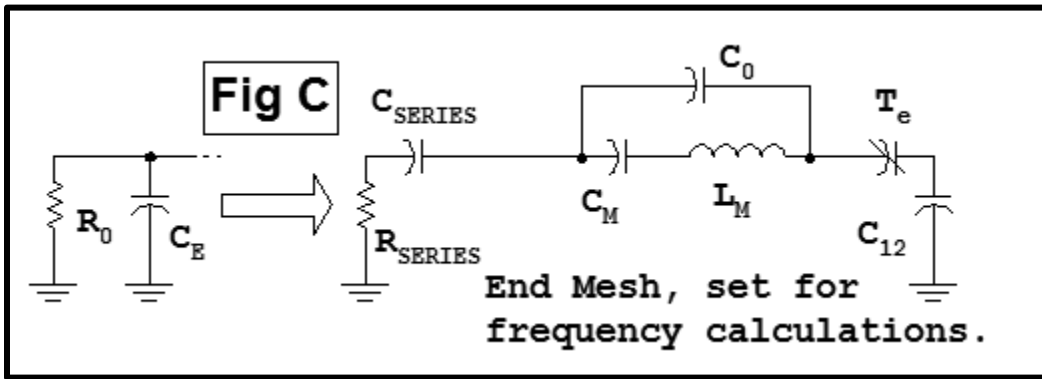 Fig C
C_SERIES
C_0
T_e
R_0
C_E
R_SERIES
C_M
L_M
C_12
End Mesh, set for
frequency calculations.